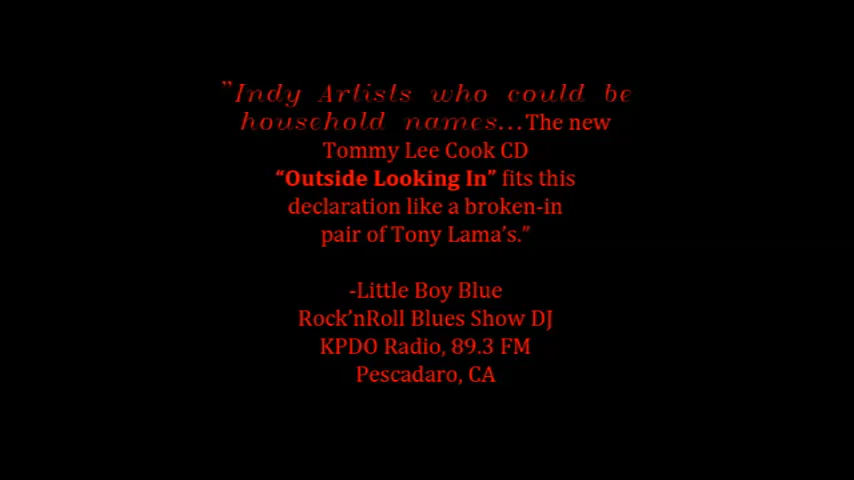 "Indy Artists who could be
household names...The new
Tommy Lee Cook CD
“Outside Looking In” fits this
declaration like a broken-in
pair of Tony Lama’s.”
-Little Boy Blue
Rock’nRoll Blues Show DJ
KPDO Radio, 89.3 FM
Pescadaro, CA